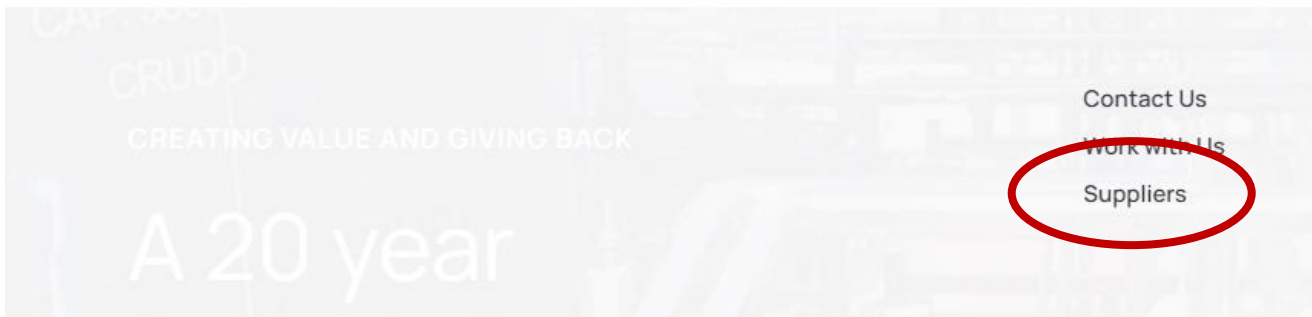 CRUDO
CREATING VALUE AND GIVING BACK
A 20 year
Contact Us
Work with Us
Suppliers